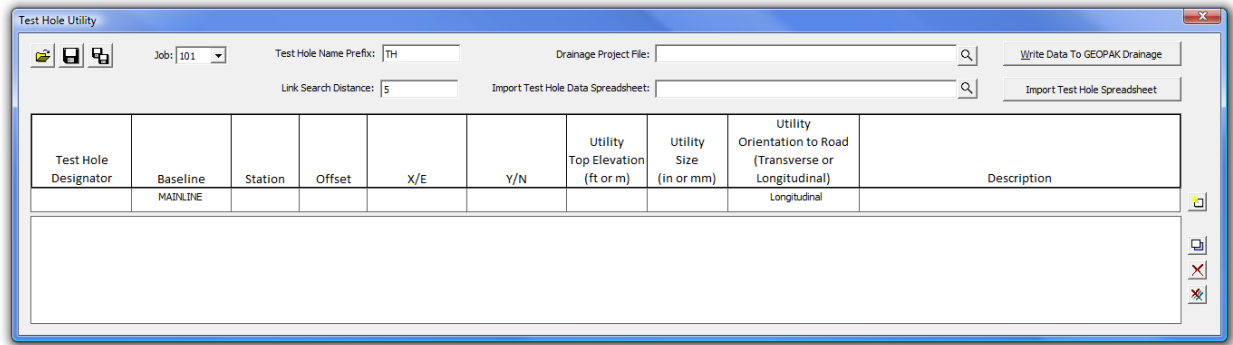 Test Hole Utility
Job: 101 Test Hole Name Prefix: TH Drainage Project File: Write Data To GEOPAK Drainage
Link Search Distance: 5 Import Test Hole Data Spreadsheet: Import Test Hole Spreadsheet
Test Hole
Designator
Baseline
Station
Offset
X/E
Y/N
Utility
Top Elevation
(ft or m)
Utility
Size
(in or mm)
Utility
Orientation to Road
(Transverse or
Longitudinal)
Description
MAINLINE
Longitudinal